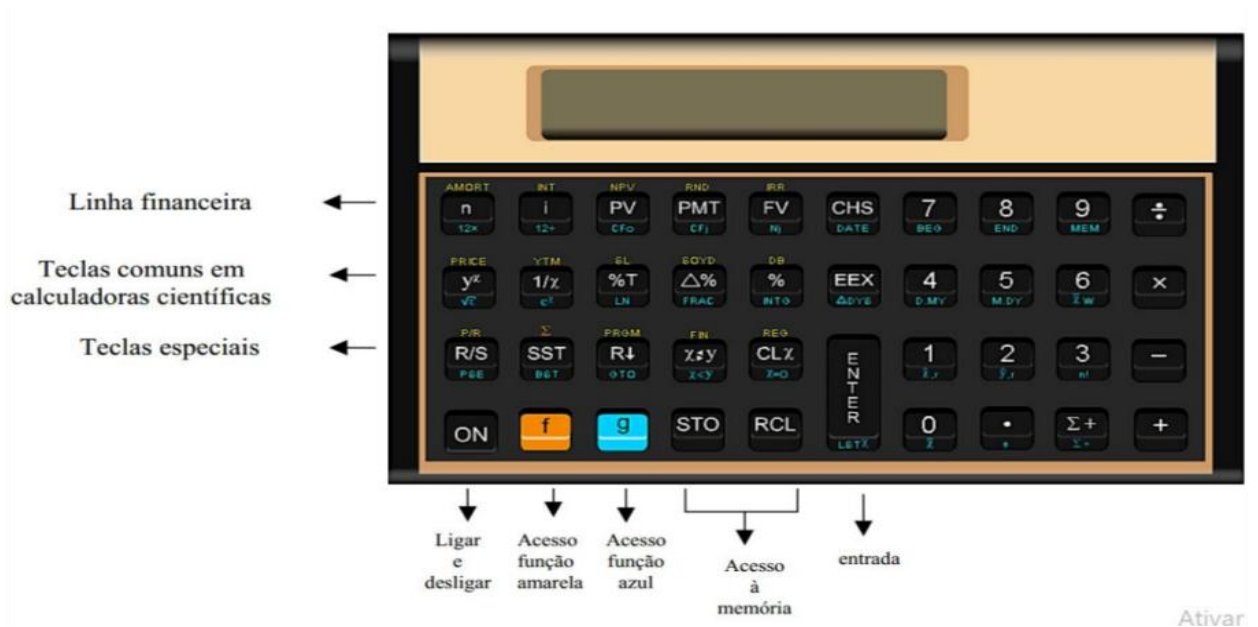 AMORT INT NPV RND IRR
Linha financeira n i PV PMT FV CHS 7 8 9 ÷
12× 12÷ CFo CFj Nj DATE BEG END MEM
PRICE YTM SL SOYD DB
Teclas comuns em
calculadoras científicas
yˣ 1/x %T Δ% % EEX 4 5 6 ×
LN FRAC INTG ΔDYS D.MY M.DY
P/R Σ PRGM FIN REG
Teclas especiais R/S SST R↓ x≷y CLx ENTER 1 2 3 −
PSE BST GTO x≤y x=0 n!
ON f g STO RCL 0 . Σ+ +
LSTX
Ligar
e
desligar
Acesso
função
amarela
Acesso
função
azul
Acesso
à
memória
entrada
Ativar